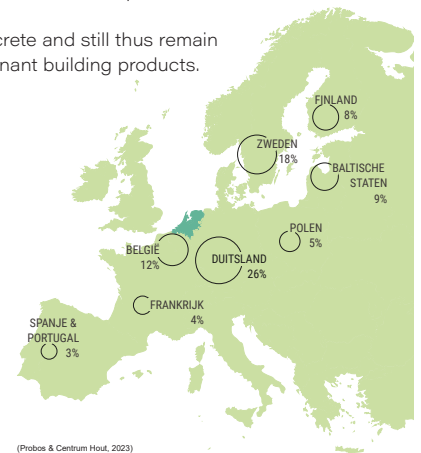 crete and still thus remain
nant building products.
FINLAND
8%
ZWEDEN
18%
BALTISCHE
STATEN
9%
POLEN
5%
BELGIË
12%
DUITSLAND
26%
FRANKRIJK
4%
SPANJE &
PORTUGAL
3%
(Probos & Centrum Hout, 2023)